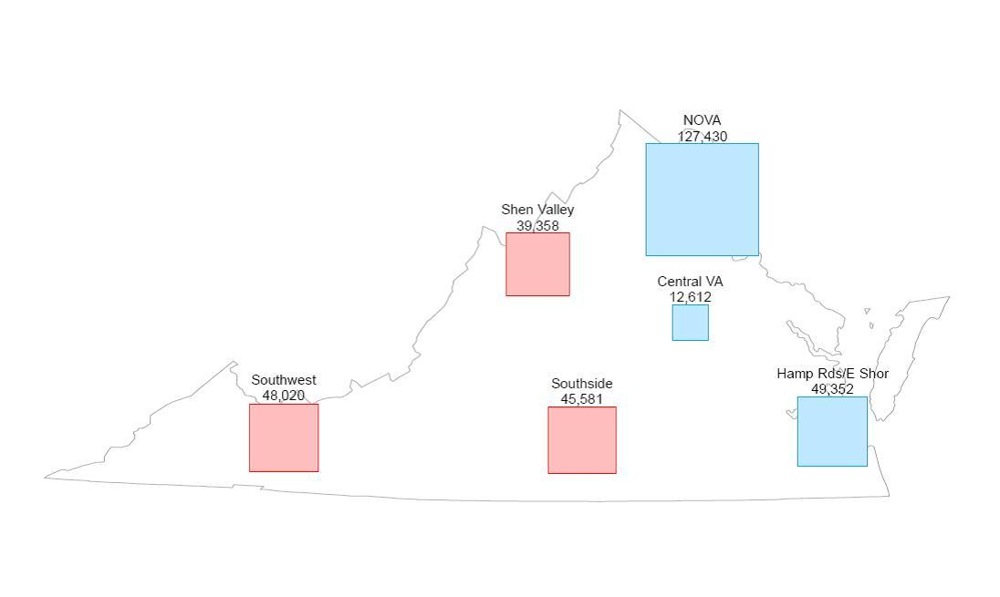 NOVA
127,430
Shen Valley
39,358
Central VA
12,612
Hamp Rds/E Shor
49,352
Southwest
48,020
Southside
45,581